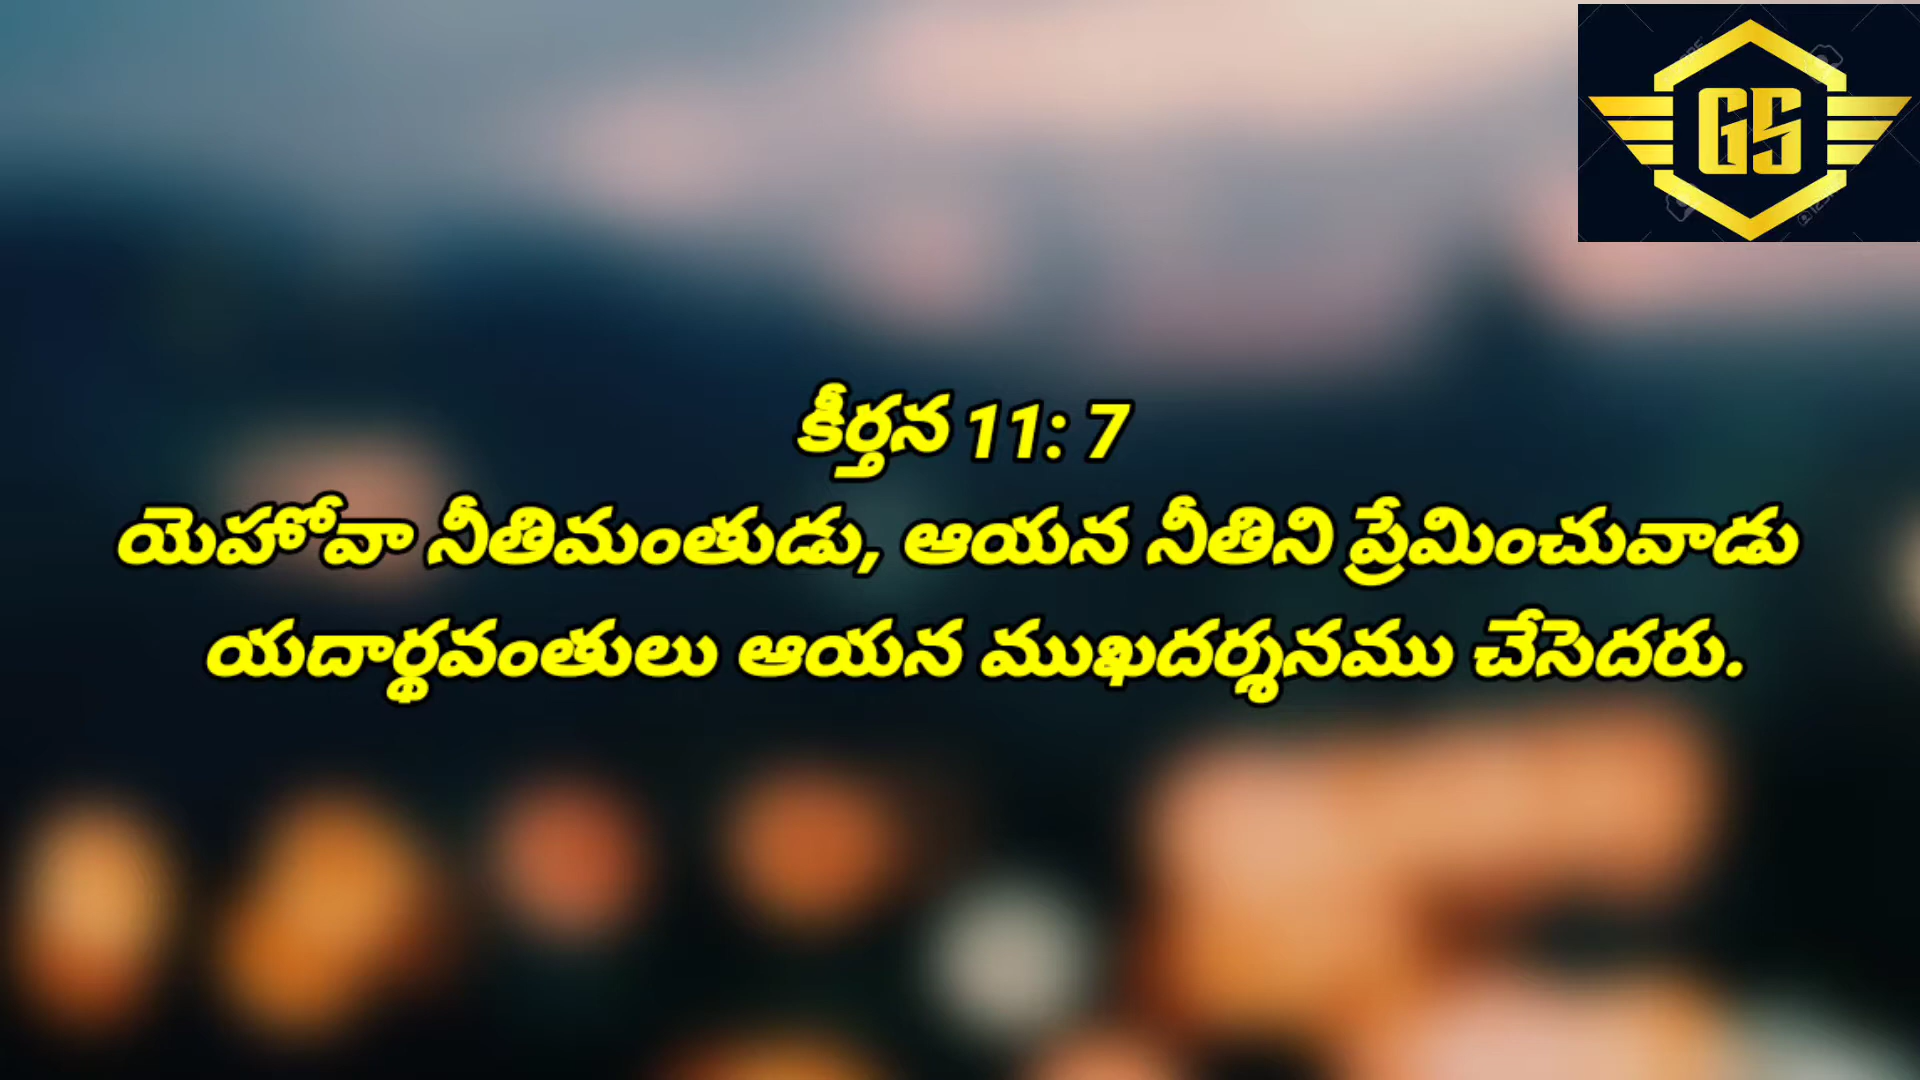 GS
కీర్తన 11: 7
యెహోవా నీతిమంతుడు, ఆయన నీతిని ప్రేమించువాడు
యదార్థవంతులు ఆయన ముఖదర్శనము చేసెదరు.